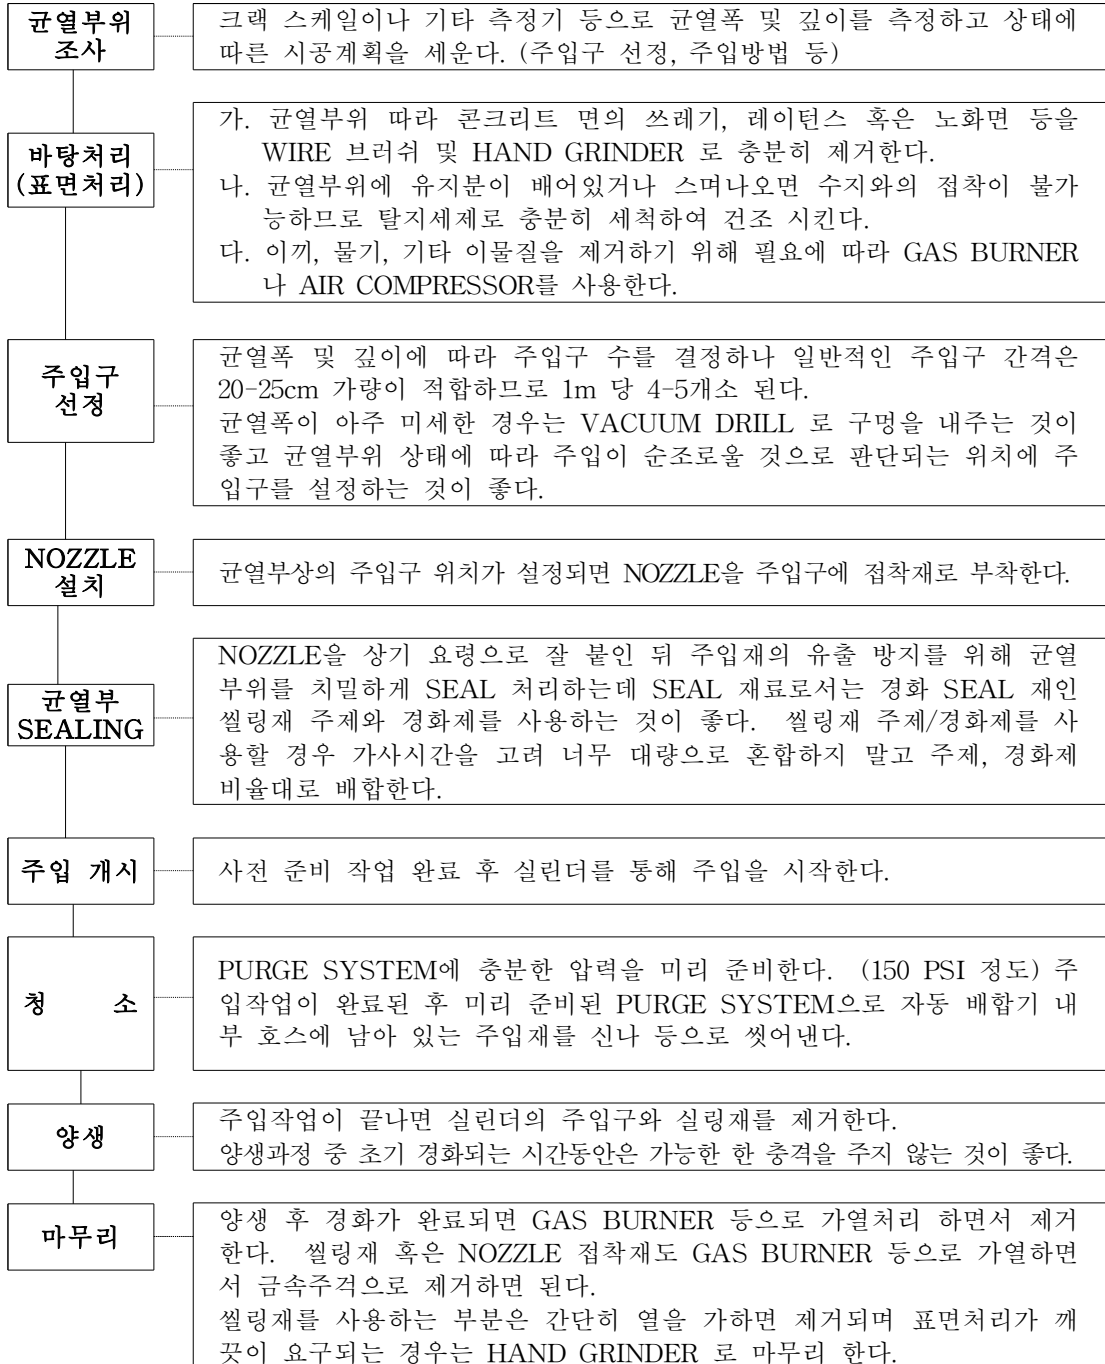 균열부위
조사
크랙 스케일이나 기타 측정기 등으로 균열폭 및 깊이를 측정하고 상태에
따른 시공계획을 세운다. (주입구 선정, 주입방법 등)
바탕처리
(표면처리)
가. 균열부위 따라 콘크리트 면의 쓰레기, 레이턴스 혹은 노화면 등을
WIRE 브러쉬 및 HAND GRINDER 로 충분히 제거한다.
나. 균열부위에 유지분이 배어있거나 스며나오면 수지와의 접착이 불가
능하므로 탈지세제로 충분히 세척하여 건조 시킨다.
다. 이끼, 물기, 기타 이물질을 제거하기 위해 필요에 따라 GAS BURNER
나 AIR COMPRESSOR를 사용한다.
주입구
선정
균열폭 및 깊이에 따라 주입구 수를 결정하나 일반적인 주입구 간격은
20-25cm 가량이 적합하므로 1m 당 4-5개소 된다.
균열폭이 아주 미세한 경우는 VACUUM DRILL 로 구멍을 내주는 것이
좋고 균열부위 상태에 따라 주입이 순조로울 것으로 판단되는 위치에 주
입구를 설정하는 것이 좋다.
NOZZLE
설치
균열부상의 주입구 위치가 설정되면 NOZZLE을 주입구에 접착재로 부착한다.
균열부
SEALING
NOZZLE을 상기 요령으로 잘 붙인 뒤 주입재의 유출 방지를 위해 균열
부위를 치밀하게 SEAL 처리하는데 SEAL 재료로서는 경화 SEAL 재인
씰링재 주제와 경화제를 사용하는 것이 좋다. 씰링재 주제/경화제를 사
용할 경우 가사시간을 고려 너무 대량으로 혼합하지 말고 주제, 경화제
비율대로 배합한다.
주입 개시
사전 준비 작업 완료 후 실린더를 통해 주입을 시작한다.
청 소
PURGE SYSTEM에 충분한 압력을 미리 준비한다. (150 PSI 정도) 주
입작업이 완료된 후 미리 준비된 PURGE SYSTEM으로 자동 배합기 내
부 호스에 남아 있는 주입재를 신나 등으로 씻어낸다.
양생
주입작업이 끝나면 실린더의 주입구와 실링재를 제거한다.
양생과정 중 초기 경화되는 시간동안은 가능한 한 충격을 주지 않는 것이 좋다.
마무리
양생 후 경화가 완료되면 GAS BURNER 등으로 가열처리 하면서 제거
한다. 씰링재 혹은 NOZZLE 접착재도 GAS BURNER 등으로 가열하면
서 금속주걱으로 제거하면 된다.
씰링재를 사용하는 부분은 간단히 열을 가하면 제거되며 표면처리가 깨
끗이 요구되는 경우는 HAND GRINDER 로 마무리 한다.